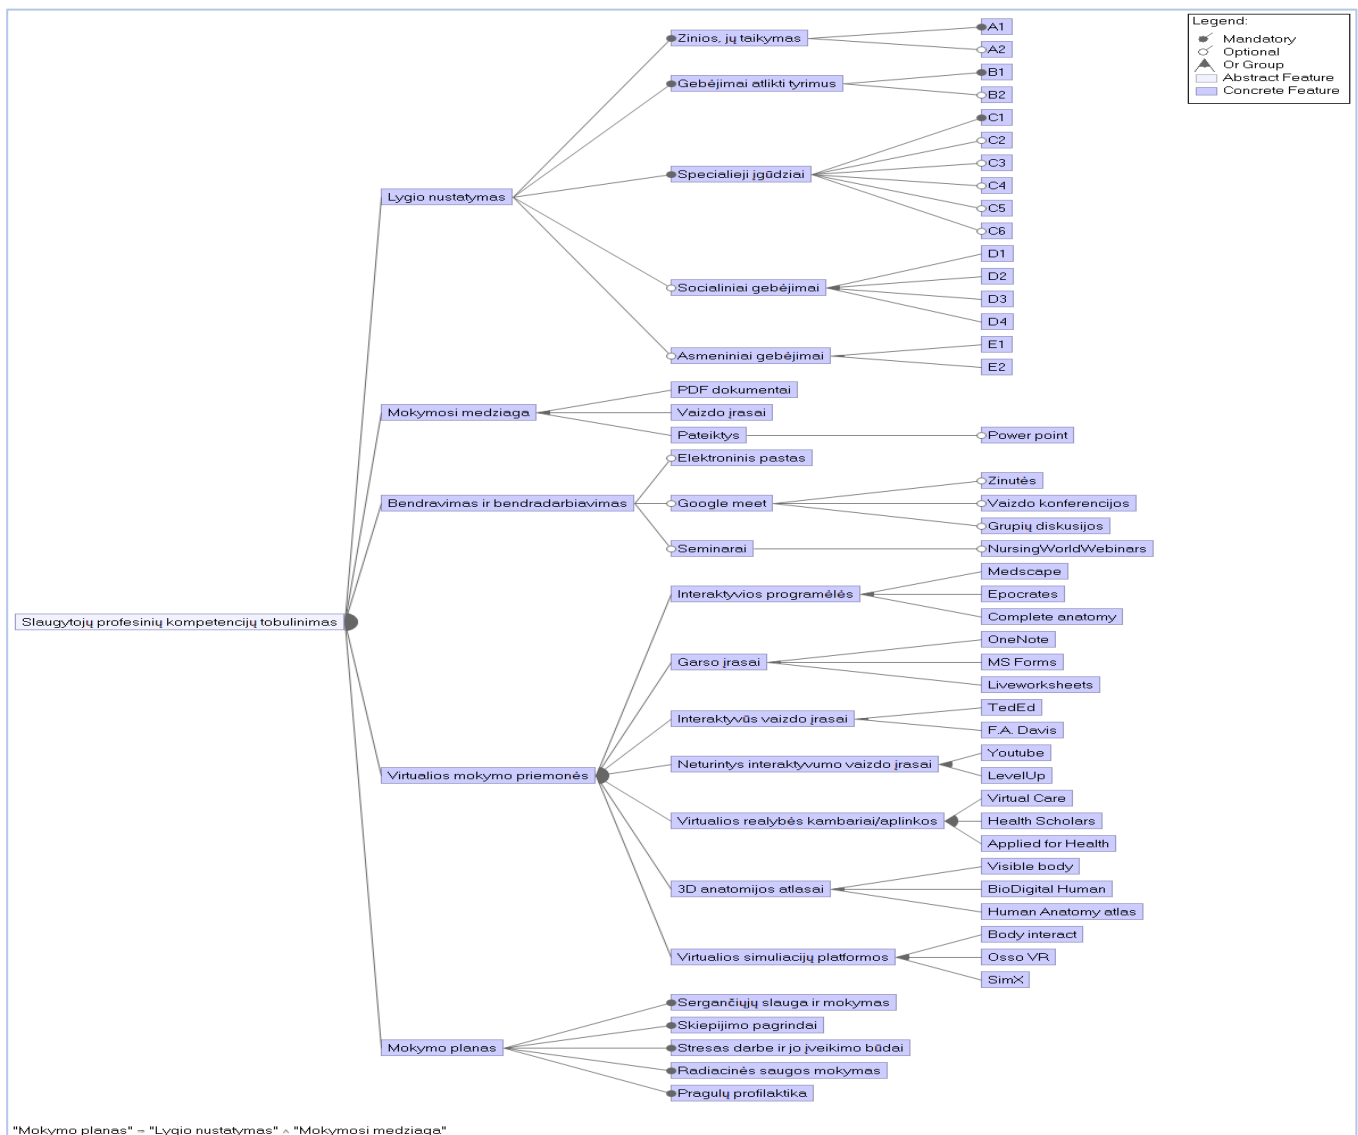 Legend:
Mandatory
Optional
Or Group
Abstract Feature
Concrete Feature
Slaugytojų profesinių kompetencijų tobulinimas
Lygio nustatymas
Zinios, jų taikymas
A1
A2
Gebėjimai atlikti tyrimus
B1
B2
Specialieji įgūdziai
C1
C2
C3
C4
C5
C6
Socialiniai gebėjimai
D1
D2
D3
D4
Asmeniniai gebėjimai
E1
E2
Mokymosi medziaga
PDF dokumentai
Vaizdo įrasai
Pateiktys
Power point
Bendravimas ir bendradarbiavimas
Elektroninis pastas
Google meet
Zinutės
Vaizdo konferencijos
Grupių diskusijos
Seminarai
NursingWorldWebinars
Virtualios mokymo priemonės
Interaktyvios programėlės
Medscape
Epocrates
Complete anatomy
Garso įrasai
OneNote
MS Forms
Liveworksheets
Interaktyvūs vaizdo įrasai
TedEd
F.A. Davis
Neturintys interaktyvumo vaizdo įrasai
Youtube
LevelUp
Virtualios realybės kambariai/aplinkos
Virtual Care
Health Scholars
Applied for Health
3D anatomijos atlasai
Visible body
BioDigital Human
Human Anatomy atlas
Virtualios simuliacijų platformos
Body interact
Osso VR
SimX
Mokymo planas
Sergančiųjų slauga ir mokymas
Skiepijimo pagrindai
Stresas darbe ir jo įveikimo būdai
Radiacinės saugos mokymas
Pragulų profilaktika
"Mokymo planas" ⇒ "Lygio nustatymas" ∧ "Mokymosi medziaga"